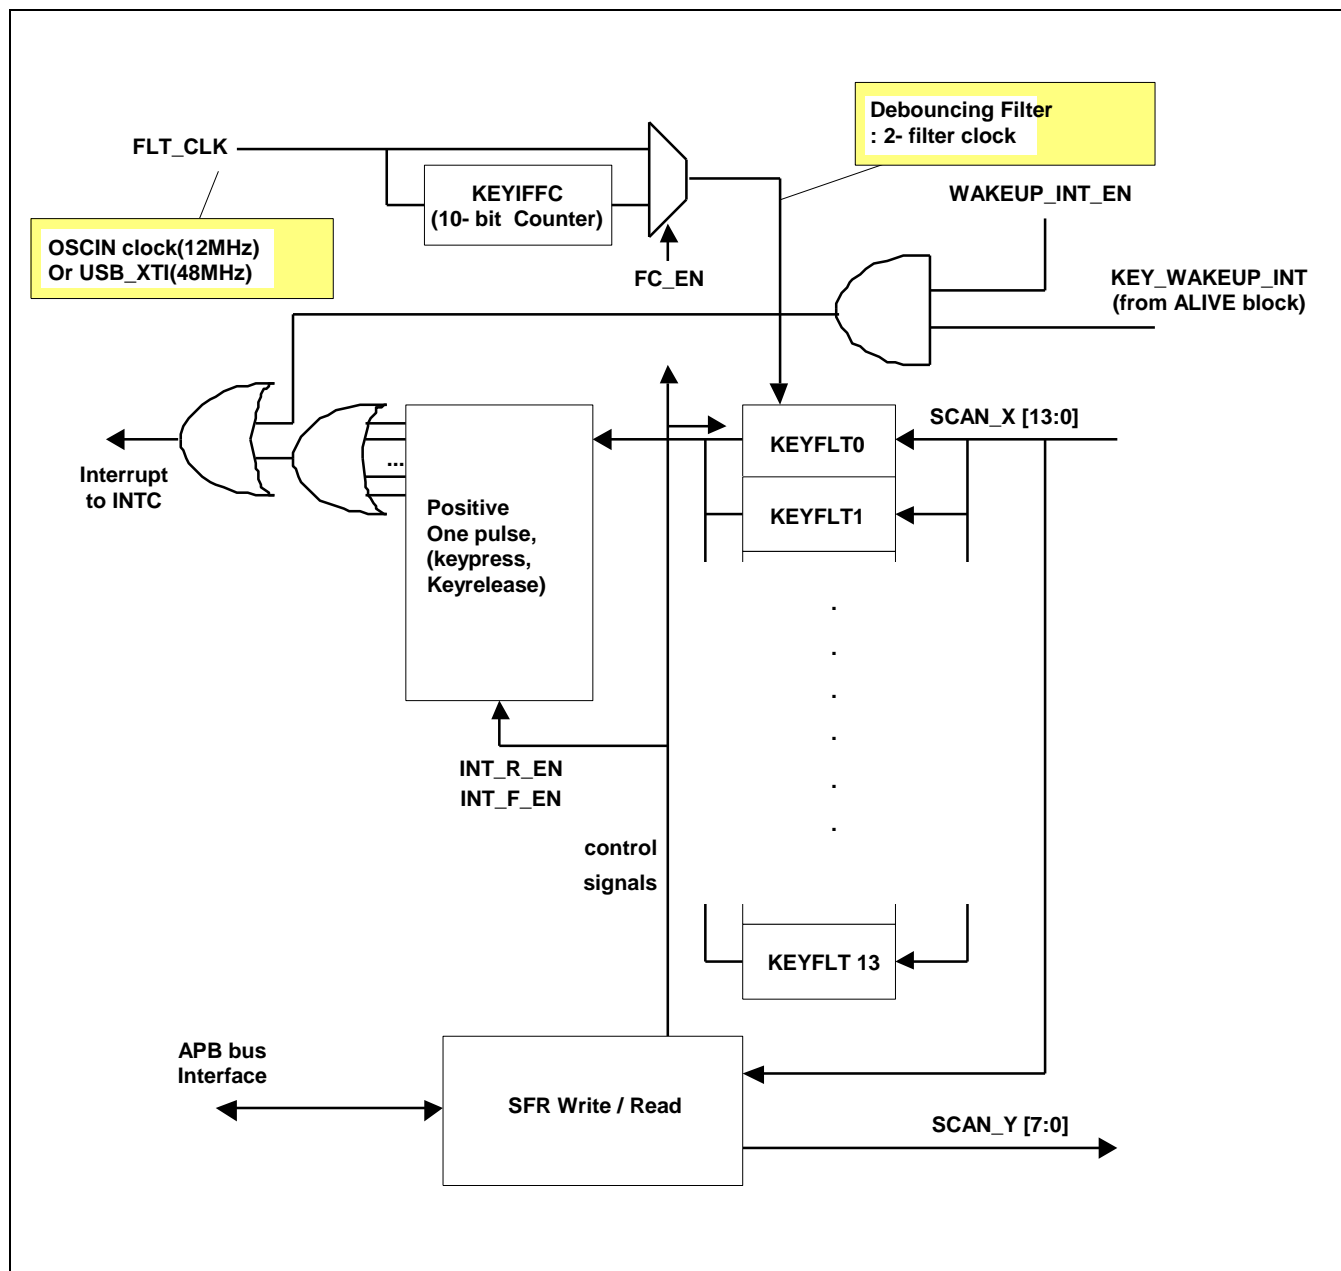 Debouncing Filter
: 2- filter clock
FLT_CLK
KEYIFFC
(10- bit Counter)
WAKEUP_INT_EN
OSCIN clock(12MHz)
Or USB_XTI(48MHz)
FC_EN
KEY_WAKEUP_INT
(from ALIVE block)
SCAN_X [13:0]
KEYFLT0
Interrupt
to INTC
...
Positive
One pulse,
(keypress,
Keyrelease)
KEYFLT1
.
.
.
.
.
.
INT_R_EN
INT_F_EN
control
signals
KEYFLT 13
APB bus
Interface
SFR Write / Read
SCAN_Y [7:0]